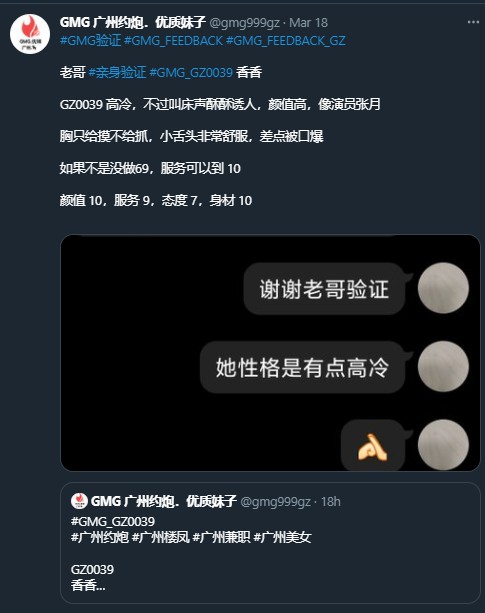 GMG 广州约炮．优质妹子 @gmg999gz · Mar 18
#GMG验证 #GMG_FEEDBACK #GMG_FEEDBACK_GZ
老哥 #亲身验证 #GMG_GZ0039 香香
GZ0039 高冷，不过叫床声酥酥诱人，颜值高，像演员张月
胸只给摸不给抓，小舌头非常舒服，差点被口爆
如果不是没做69，服务可以到 10
颜值 10，服务 9，态度 7，身材 10
谢谢老哥验证
她性格是有点高冷
GMG 广州约炮．优质妹子 @gmg999gz · 18h
#GMG_GZ0039
#广州约炮 #广州楼凤 #广州兼职 #广州美女
GZ0039
香香...